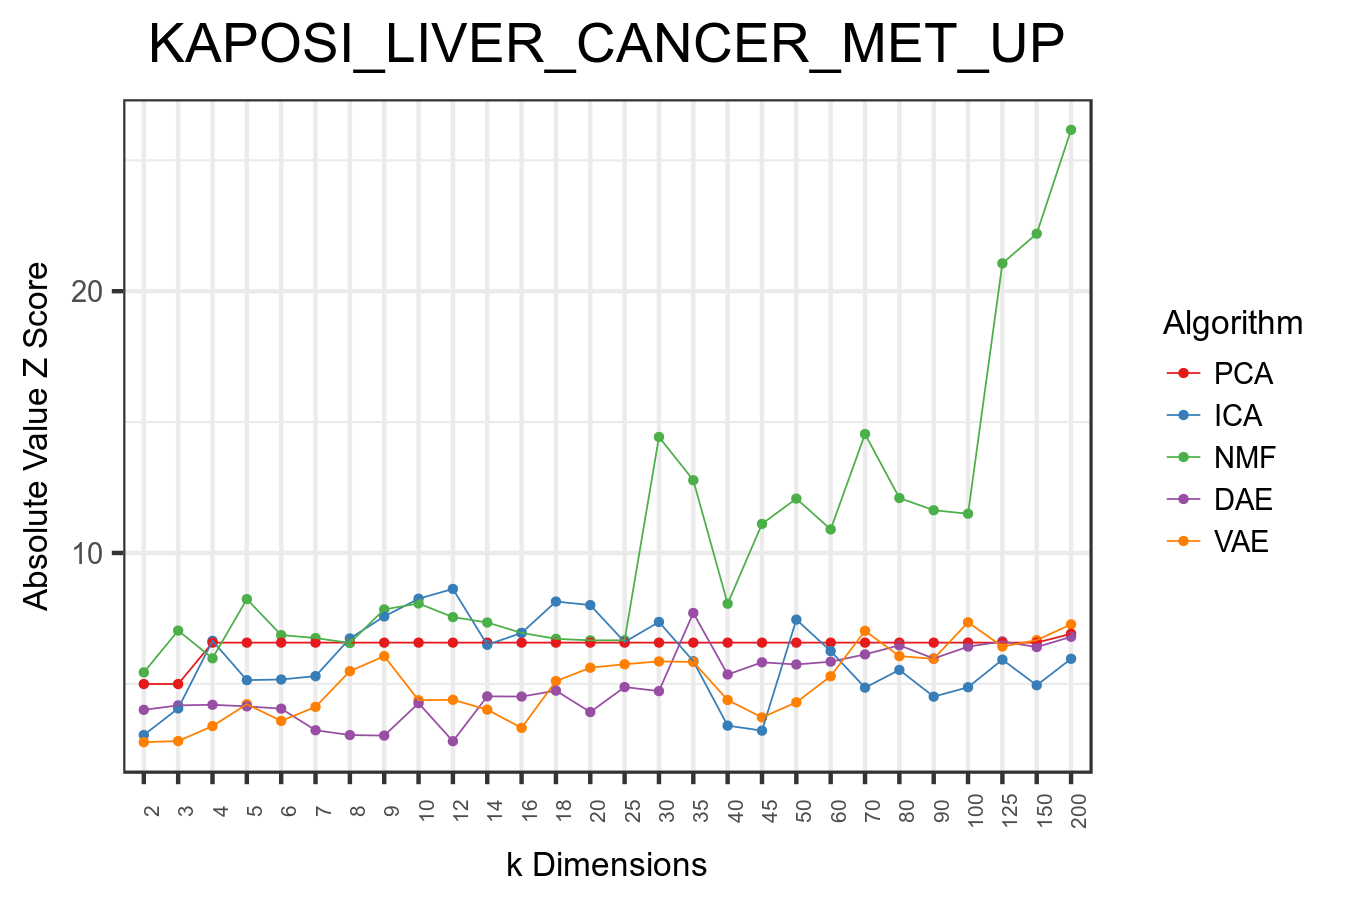 KAPOSI_LIVER_CANCER_MET_UP
Absolute Value Z Score
20
10
2 3 4 5 6 7 8 9 10 12 14 16 18 20 25 30 35 40 45 50 60 70 80 90 100 125 150 200
k Dimensions
Algorithm
PCA
ICA
NMF
DAE
VAE